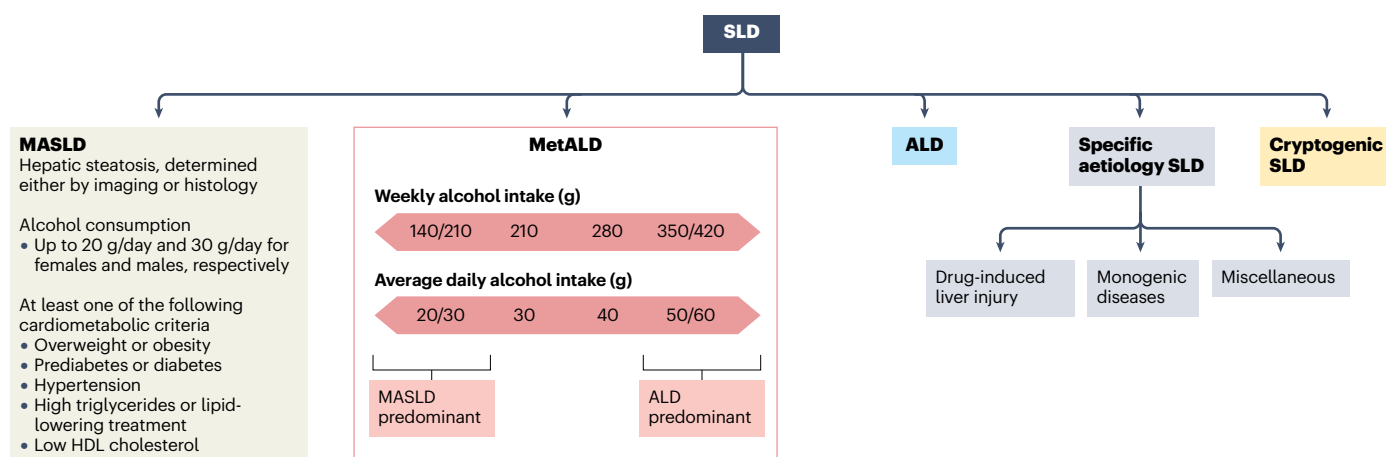 SLD
MASLD
Hepatic steatosis, determined
either by imaging or histology
Alcohol consumption
• Up to 20 g/day and 30 g/day for
females and males, respectively
At least one of the following
cardiometabolic criteria
• Overweight or obesity
• Prediabetes or diabetes
• Hypertension
• High triglycerides or lipid-
lowering treatment
• Low HDL cholesterol
MetALD
Weekly alcohol intake (g)
140/210 210 280 350/420
Average daily alcohol intake (g)
20/30 30 40 50/60
MASLD
predominant
ALD
predominant
ALD
Specific
aetiology SLD
Drug-induced
liver injury
Monogenic
diseases
Miscellaneous
Cryptogenic
SLD